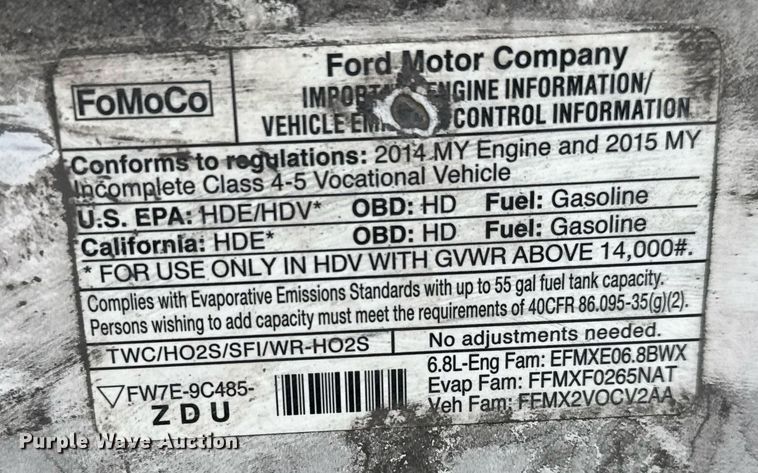 FoMoCo
Ford Motor Company
ENGINE INFORMATION/
VEHICLE CONTROL INFORMATION
Conforms to regulations: 2014 MY Engine and 2015 MY
Incomplete Class 4-5 Vocational Vehicle
U.S. EPA: HDE/HDV* OBD: HD Fuel: Gasoline
California: HDE* OBD: HD Fuel: Gasoline
* FOR USE ONLY IN HDV WITH GVWR ABOVE 14,000#.
Complies with Evaporative Emissions Standards with up to 55 gal fuel tank capacity.
Persons wishing to add capacity must meet the requirements of 40CFR 86.095-35(g)(2).
TWC/HO2S/SFI/WR-HO2S
No adjustments needed.
FW7E-9C485-
ZDU
6.8L-Eng Fam: EFMXE06.8BWX
Evap Fam: FFMXF0265NAT
Veh Fam: FFMX2VOCV2AA
Purple Wave Auction